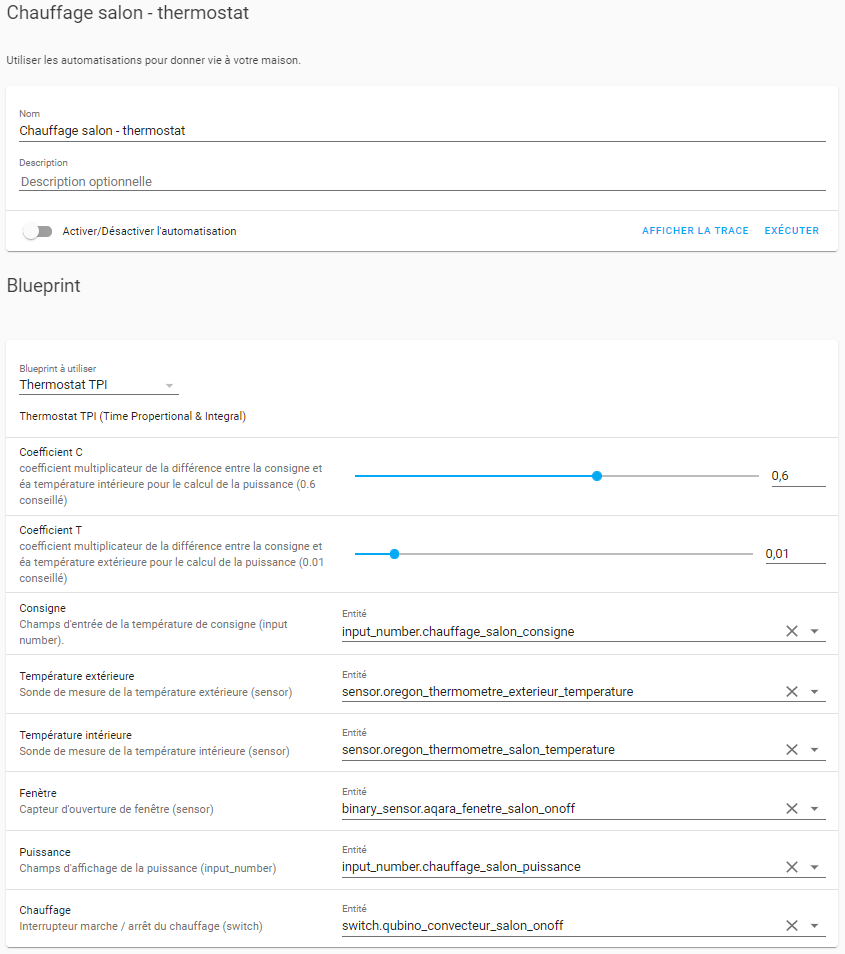 Chauffage salon - thermostat
Utiliser les automatisations pour donner vie à votre maison.
Nom
Chauffage salon - thermostat
Description
Description optionnelle
Activer/Désactiver l'automatisation
AFFICHER LA TRACE
EXÉCUTER
Blueprint
Blueprint à utiliser
Thermostat TPI
Thermostat TPI (Time Propertional & Integral)
Coefficient C
coefficient multiplicateur de la différence entre la consigne et
éa température intérieure pour le calcul de la puissance (0.6
conseillé)
0,6
Coefficient T
coefficient multiplicateur de la différence entre la consigne et
éa température extérieure pour le calcul de la puissance (0.01
conseillé)
0,01
Consigne
Champs d'entrée de la température de consigne (input
number).
Entité
input_number.chauffage_salon_consigne
Température extérieure
Sonde de mesure de la température extérieure (sensor)
Entité
sensor.oregon_thermometre_exterieur_temperature
Température intérieure
Sonde de mesure de la température intérieure (sensor)
Entité
sensor.oregon_thermometre_salon_temperature
Fenètre
Capteur d'ouverture de fenêtre (sensor)
Entité
binary_sensor.aqara_fenetre_salon_onoff
Puissance
Champs d'affichage de la puissance (input_number)
Entité
input_number.chauffage_salon_puissance
Chauffage
Interrupteur marche / arrêt du chauffage (switch)
Entité
switch.qubino_convecteur_salon_onoff